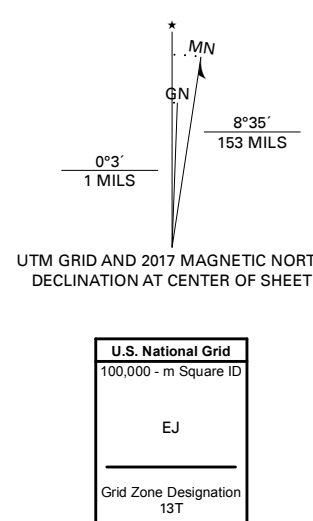 ★
MN
GN
8°35´
153 MILS
0°3´
1 MILS
UTM GRID AND 2017 MAGNETIC NORT
DECLINATION AT CENTER OF SHEET
U.S. National Grid
100,000 - m Square ID
EJ
Grid Zone Designation
13T